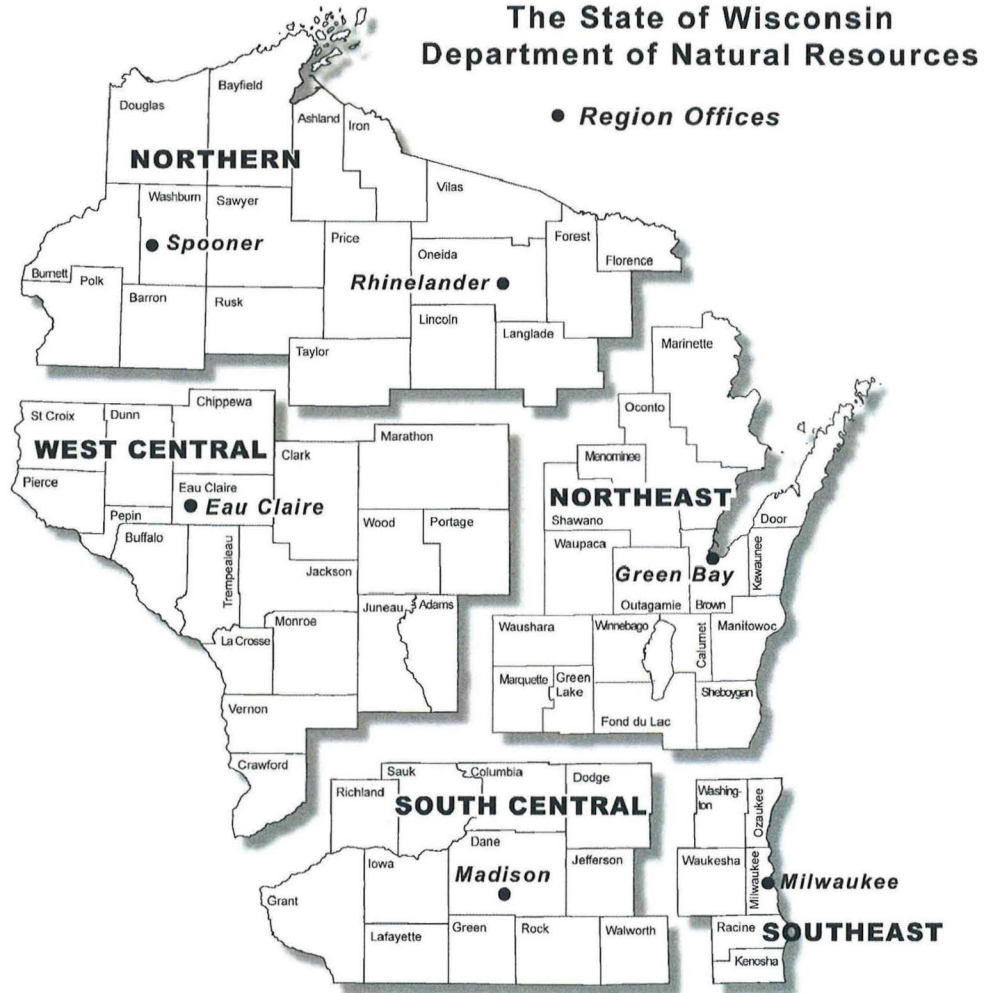 The State of Wisconsin
Department of Natural Resources
● Region Offices
Douglas
Bayfield
Ashland
Iron
NORTHERN
Vilas
Washburn
Sawyer
Spooner
Price
Forest
Florence
Oneida
Rhinelander
Burnett
Polk
Barron
Rusk
Lincoln
Langlade
Taylor
Marinette
St Croix
Dunn
Chippewa
Oconto
WEST CENTRAL
Clark
Marathon
Menominee
Pierce
Eau Claire
Eau Claire
NORTHEAST
Pepin
Wood
Portage
Shawano
Door
Buffalo
Trempealeau
Waupaca
Kewaunee
Jackson
Green Bay
Juneau
Adams
Outagamie
Brown
Monroe
La Crosse
Waushara
Winnebago
Calumet
Manitowoc
Marquette
Green
Lake
Sheboygan
Vernon
Fond du Lac
Crawford
Sauk
Columbia
Dodge
Richland
SOUTH CENTRAL
Washing-
ton
Ozaukee
Dane
Iowa
Jefferson
Waukesha
Milwaukee
Madison
Milwaukee
Grant
Lafayette
Green
Rock
Walworth
Racine
SOUTHEAST
Kenosha